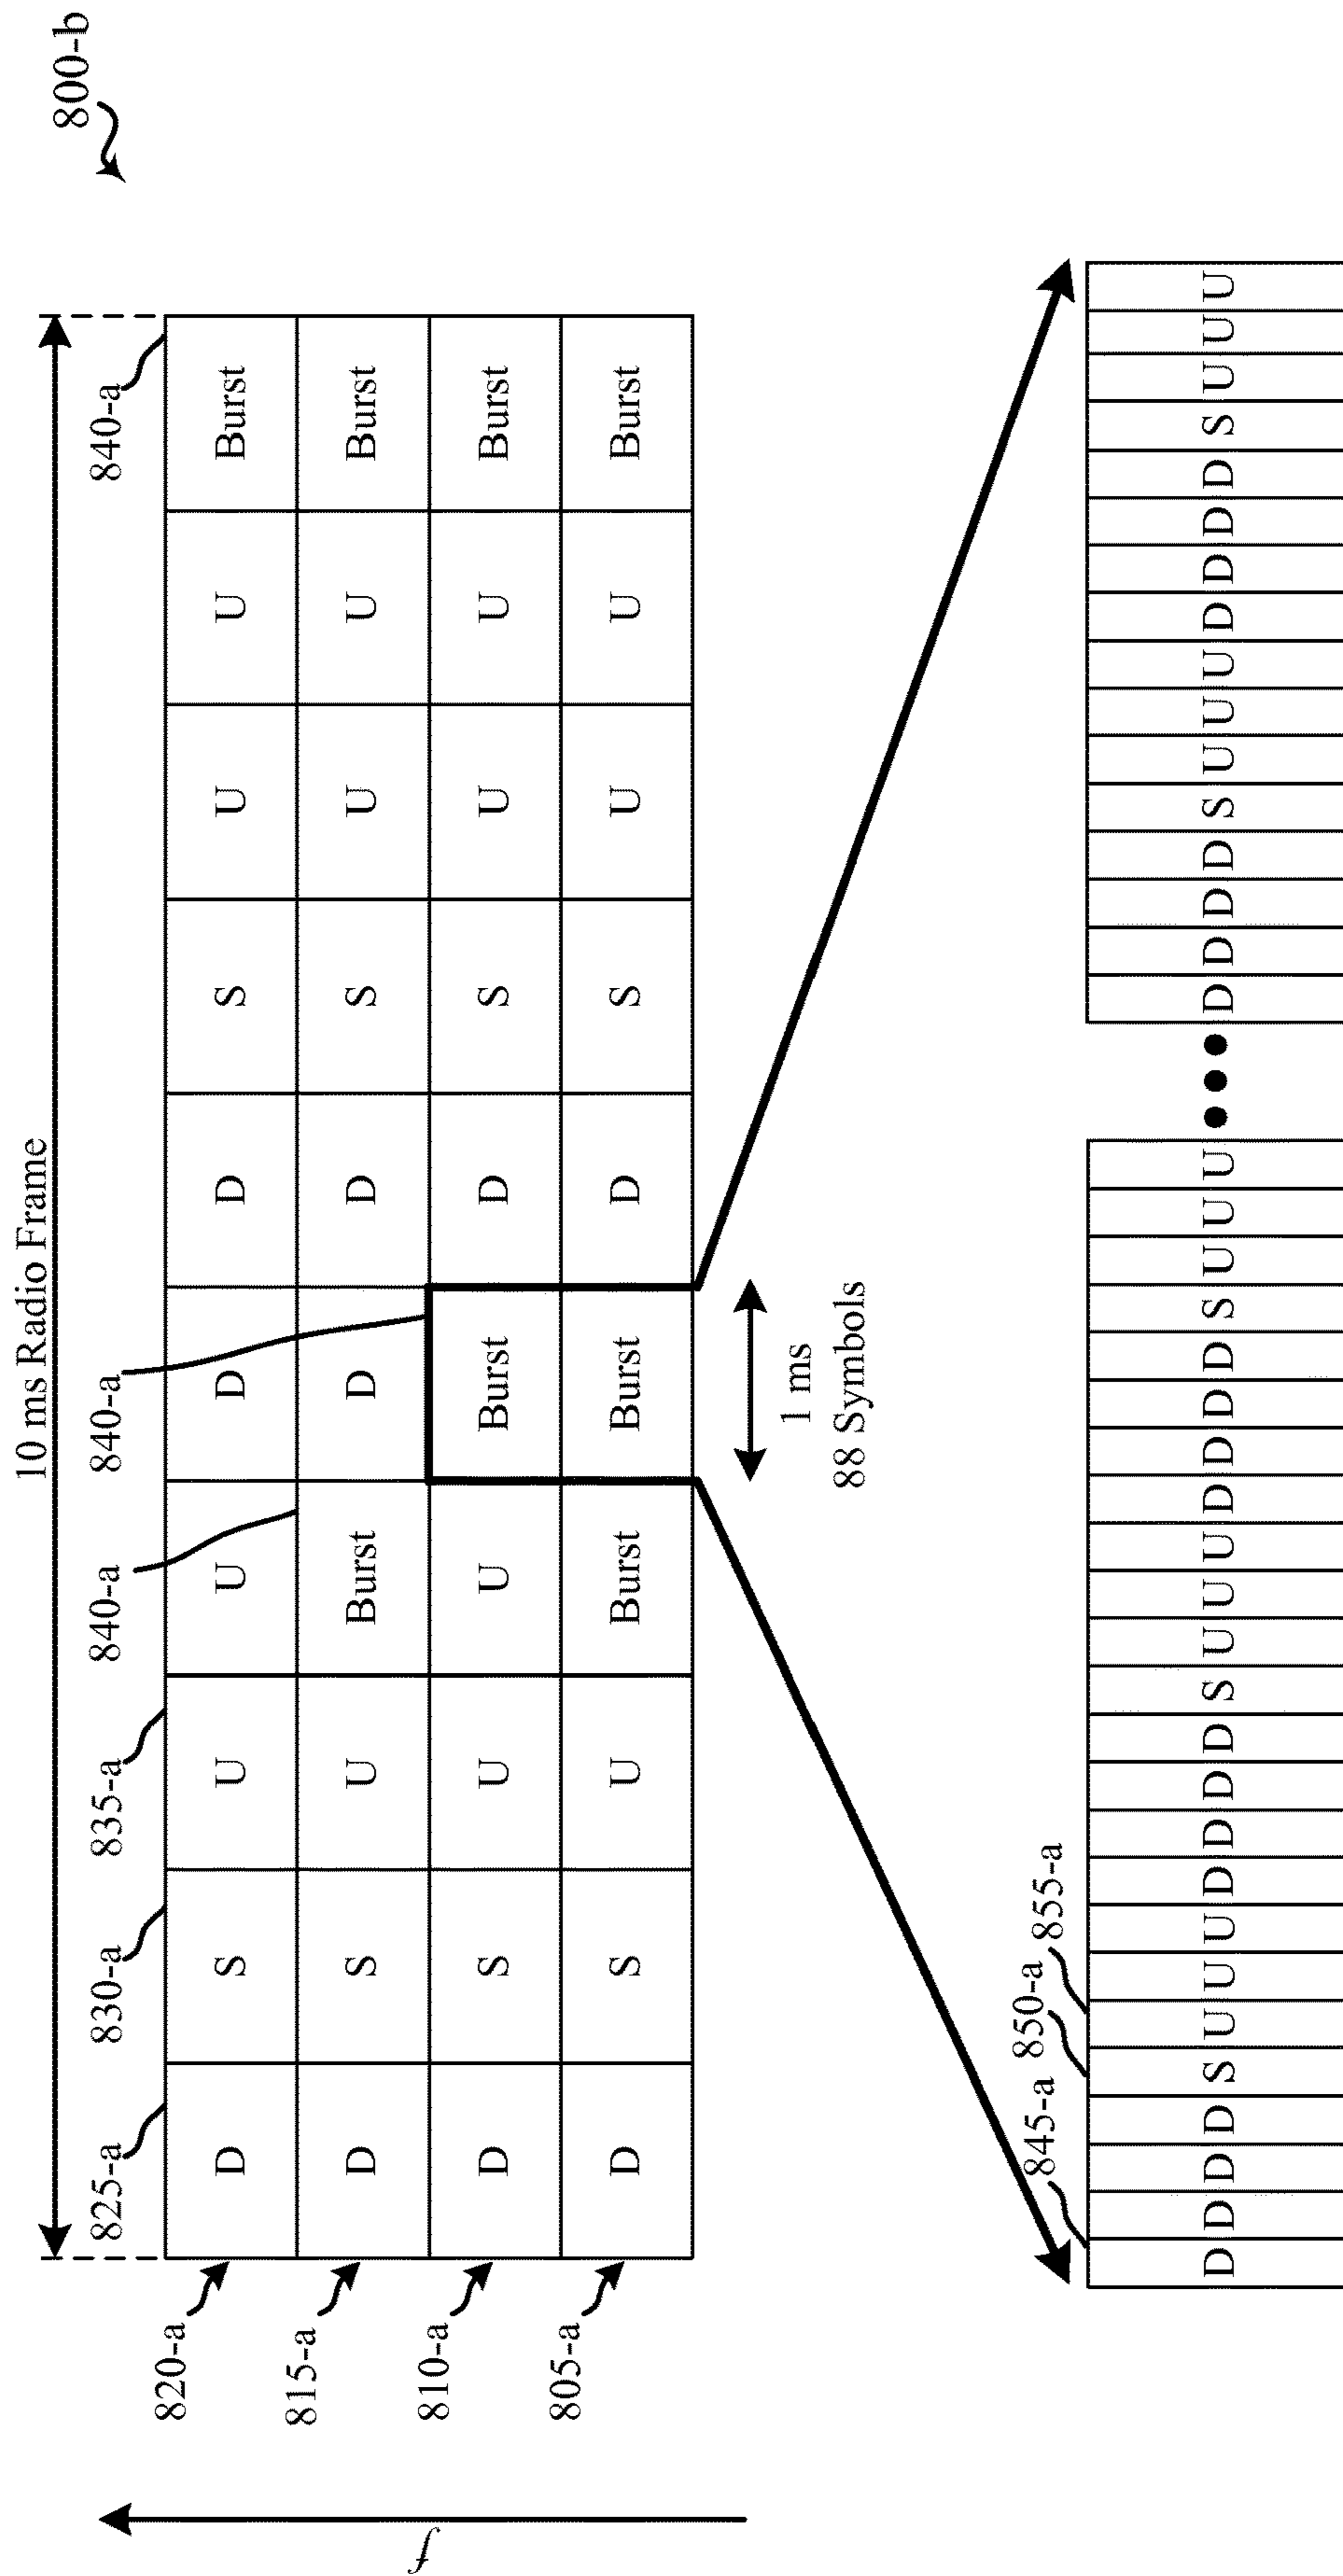 10 ms Radio Frame
800-b
825-a 830-a 835-a 840-a 840-a 840-a
820-a D S U U D D S U U Burst
815-a D S U Burst D D S U U Burst
810-a D S U U Burst D S U U Burst
805-a D S U Burst Burst D S U U Burst
f
1 ms
88 Symbols
845-a 850-a 855-a
D D D D S U U U D D D D S U U U D D D D S U U U ••• D D D D S U U U D D D D S U U U